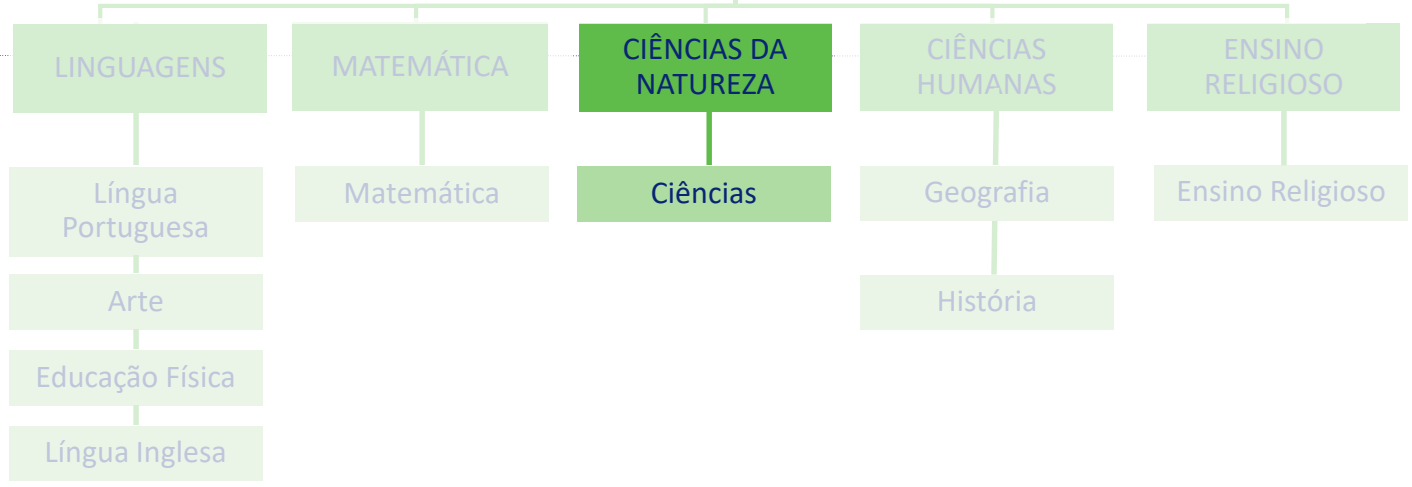 LINGUAGENS
MATEMÁTICA
CIÊNCIAS DA
NATUREZA
CIÊNCIAS
HUMANAS
ENSINO
RELIGIOSO
Língua
Portuguesa
Matemática
Ciências
Geografia
Ensino Religioso
Arte
História
Educação Física
Língua Inglesa